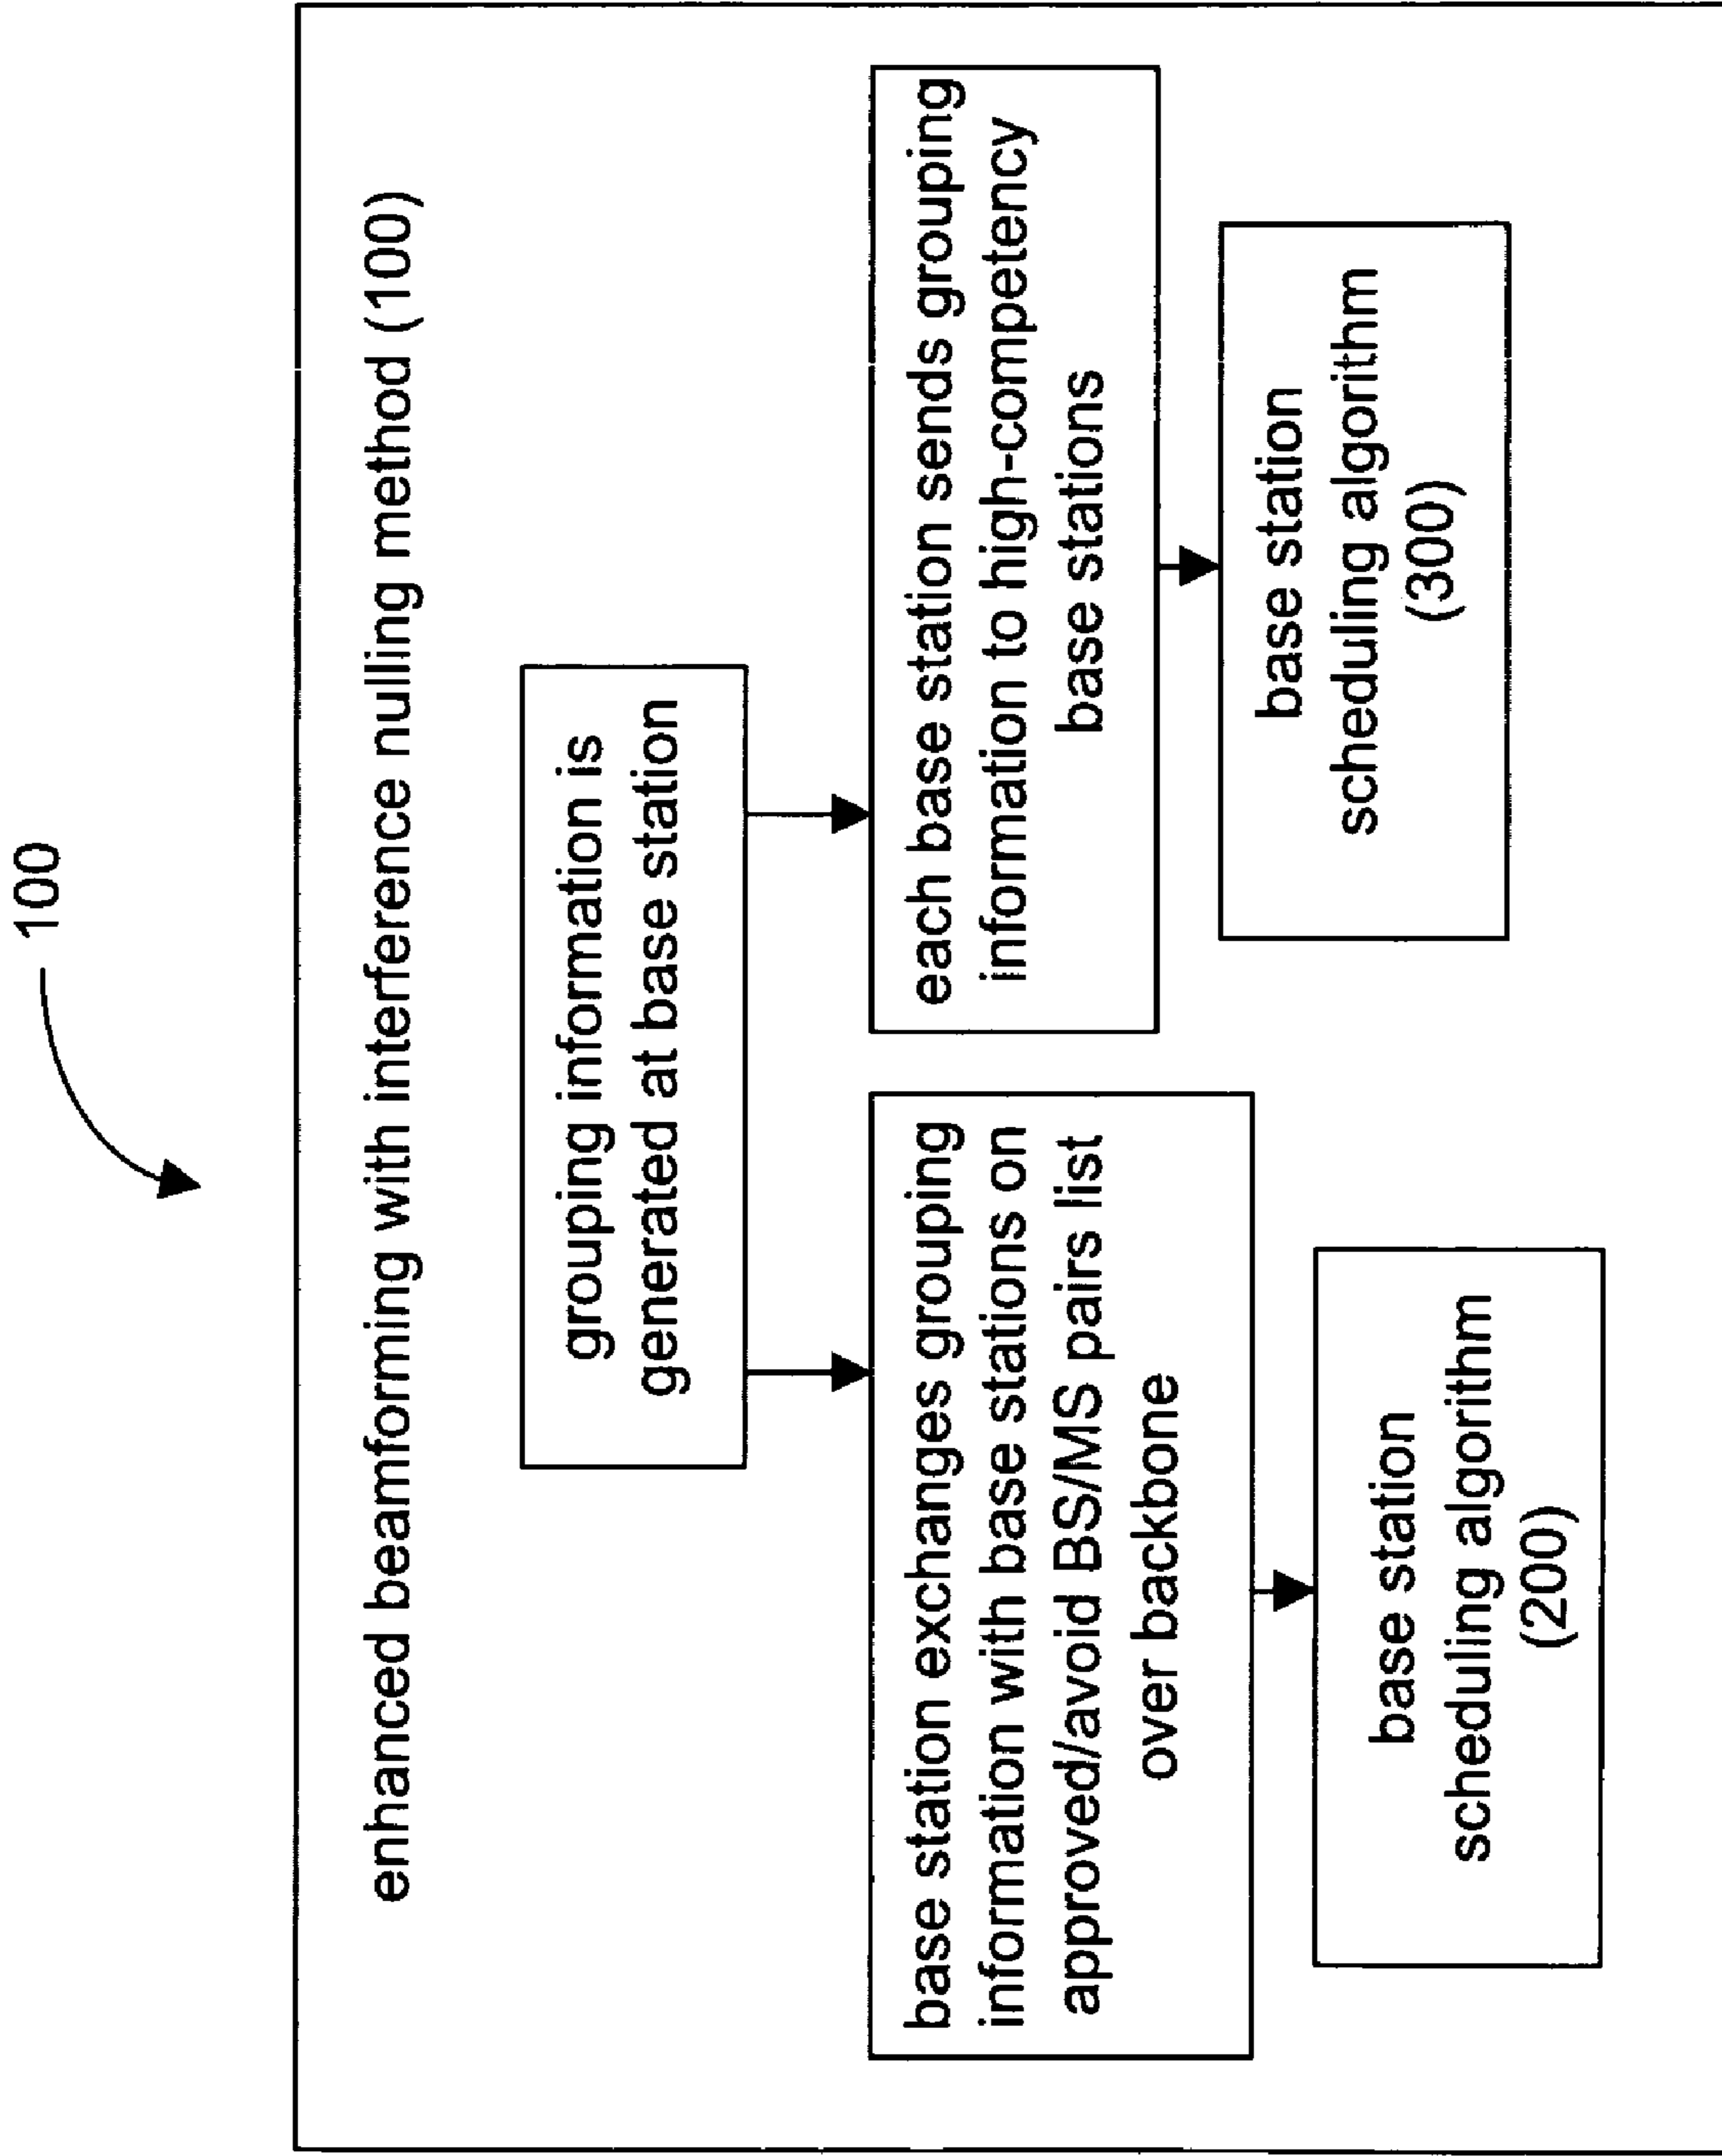 100
enhanced beamforming with interference nulling method (100)
grouping information is
generated at base station
base station exchanges grouping
information with base stations on
approved/avoid BS/MS pairs list
over backbone
base station
scheduling algorithm
(200)
each base station sends grouping
information to high-competency
base stations
base station
scheduling algorithm
(300)